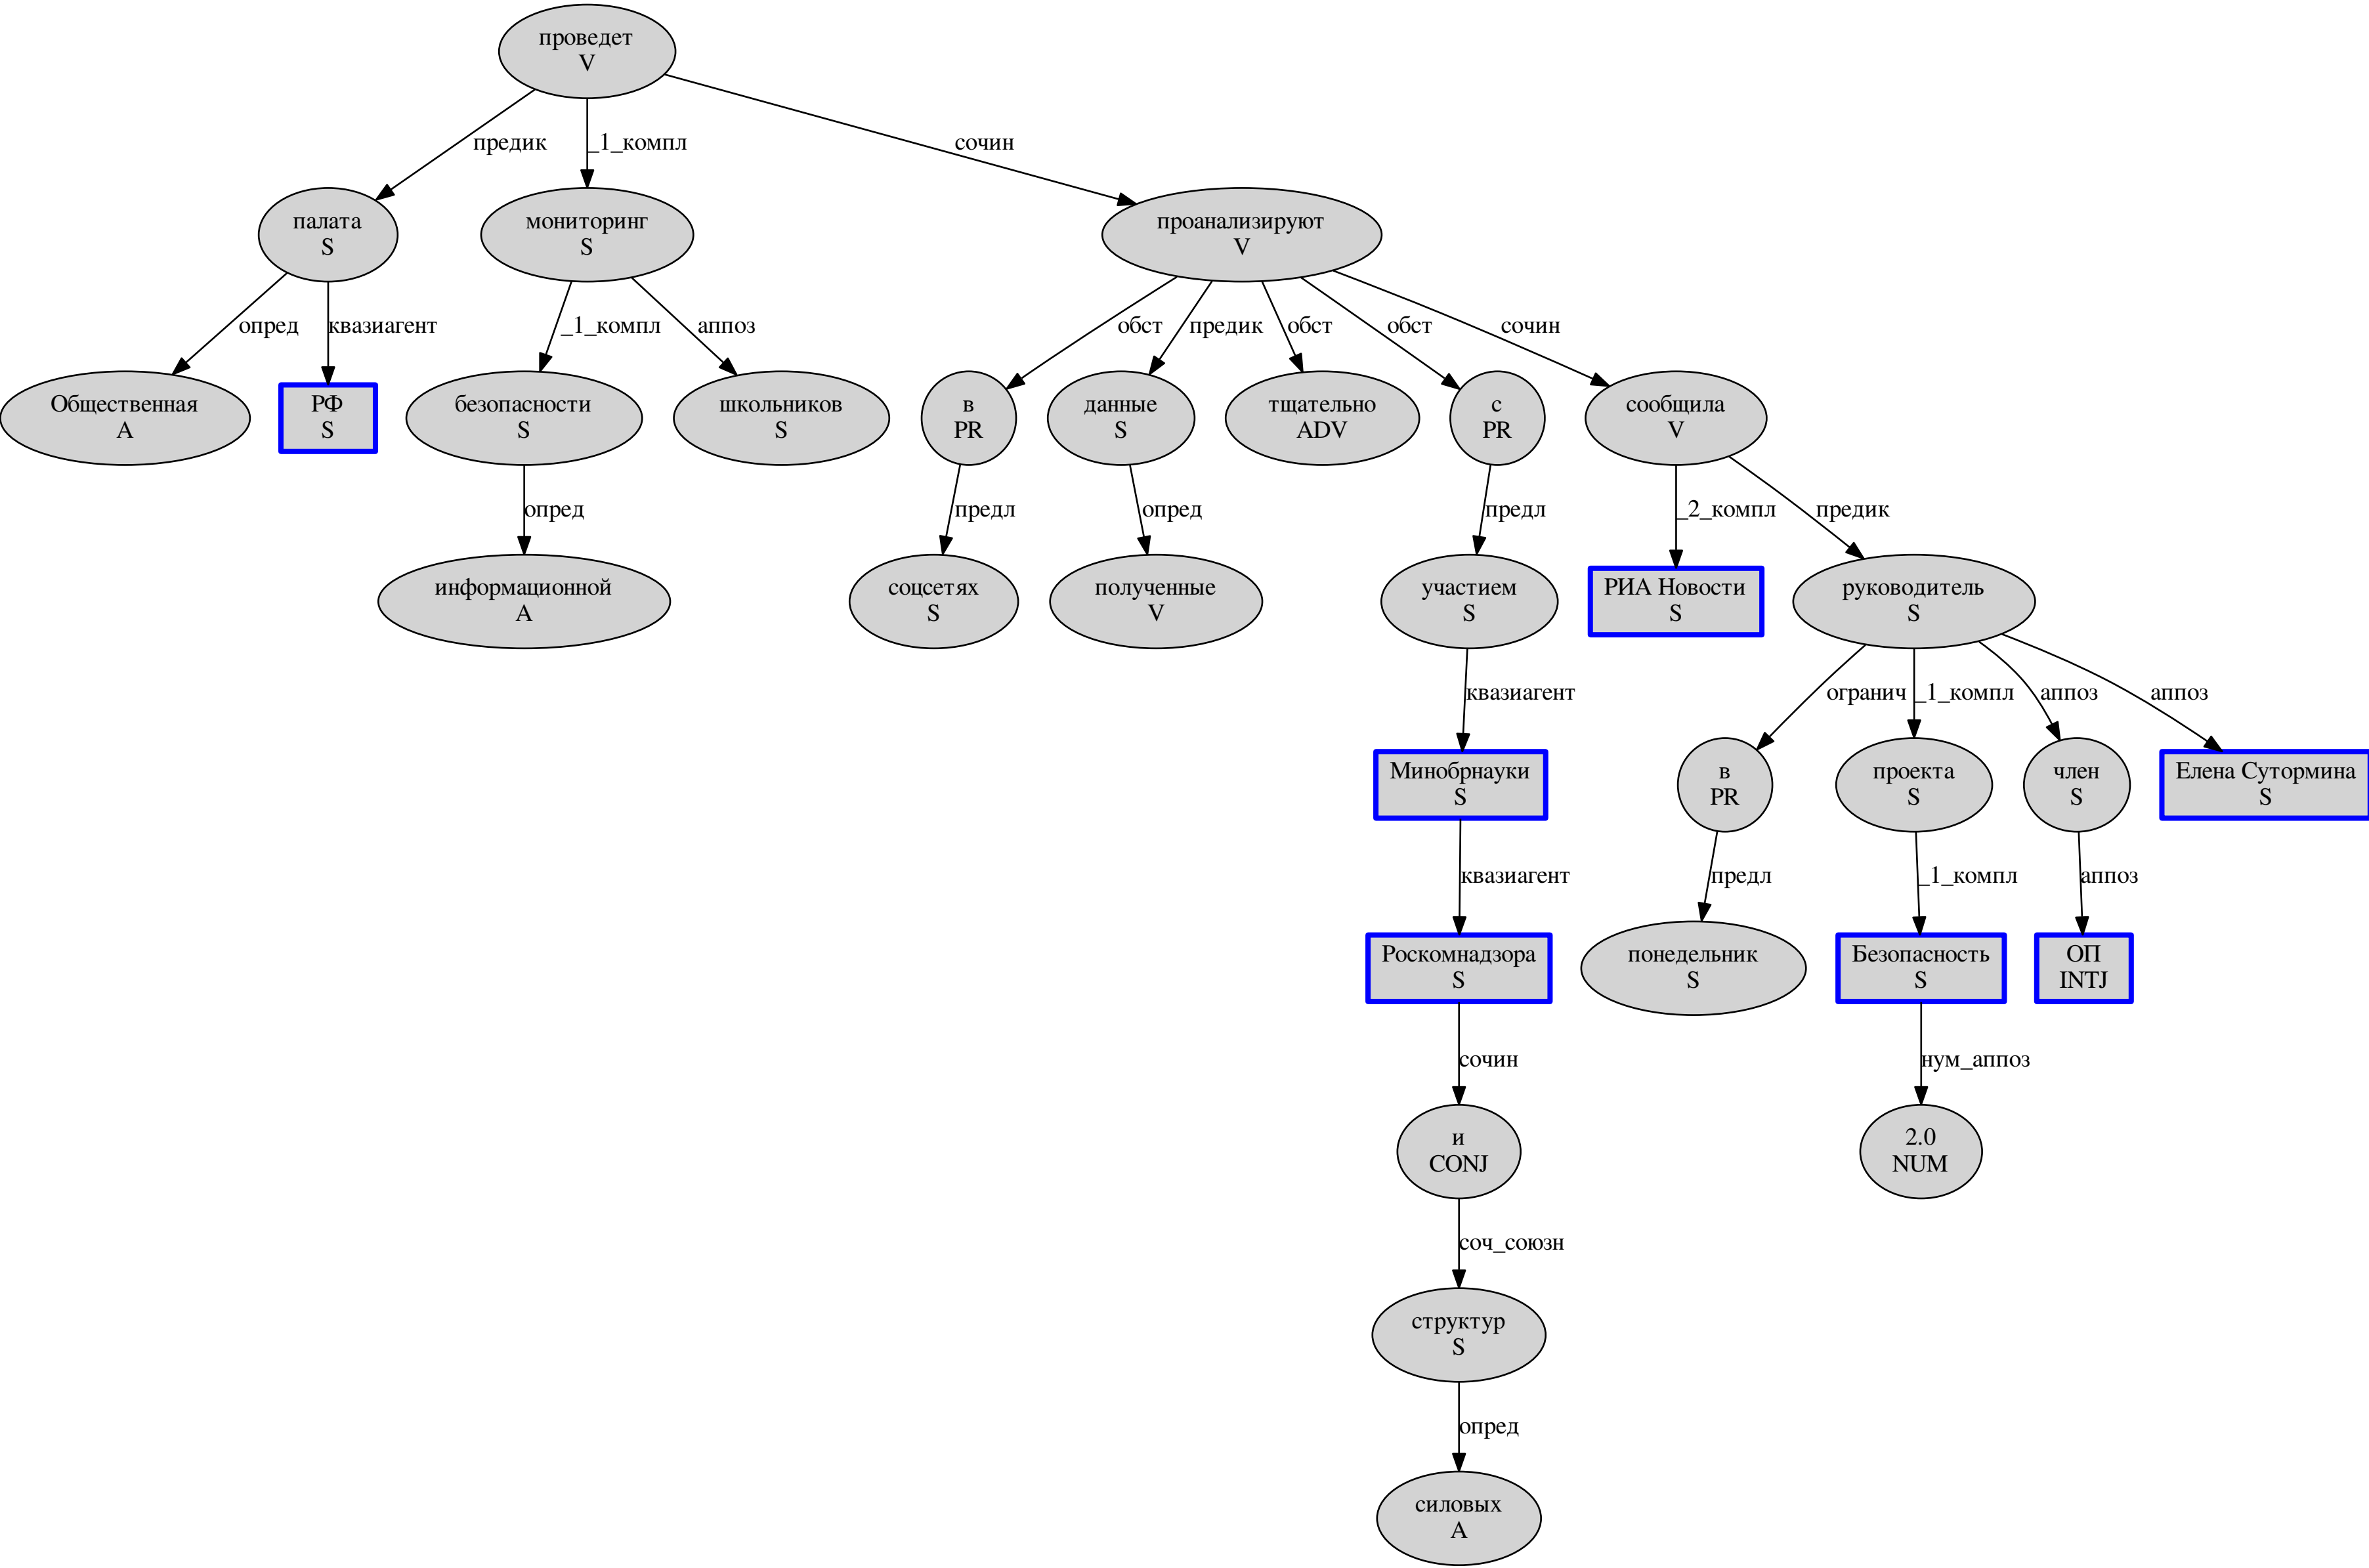 проведет
V
предик
_1_компл
сочин
палата
S
мониторинг
S
проанализируют
V
опред
квазиагент
_1_компл
аппоз
обст
предик
обст
обст
сочин
Общественная
A
РФ
S
безопасности
S
школьников
S
в
PR
данные
S
тщательно
ADV
с
PR
сообщила
V
опред
предл
опред
предл
_2_компл
предик
информационной
A
соцсетях
S
полученные
V
участием
S
РИА Новости
S
руководитель
S
квазиагент
огранич
_1_компл
аппоз
аппоз
Минобрнауки
S
в
PR
проекта
S
член
S
Елена Сутормина
S
квазиагент
предл
_1_компл
аппоз
Роскомнадзора
S
понедельник
S
Безопасность
S
ОП
INTJ
сочин
нум_аппоз
и
CONJ
2.0
NUM
соч_союзн
структур
S
опред
силовых
A